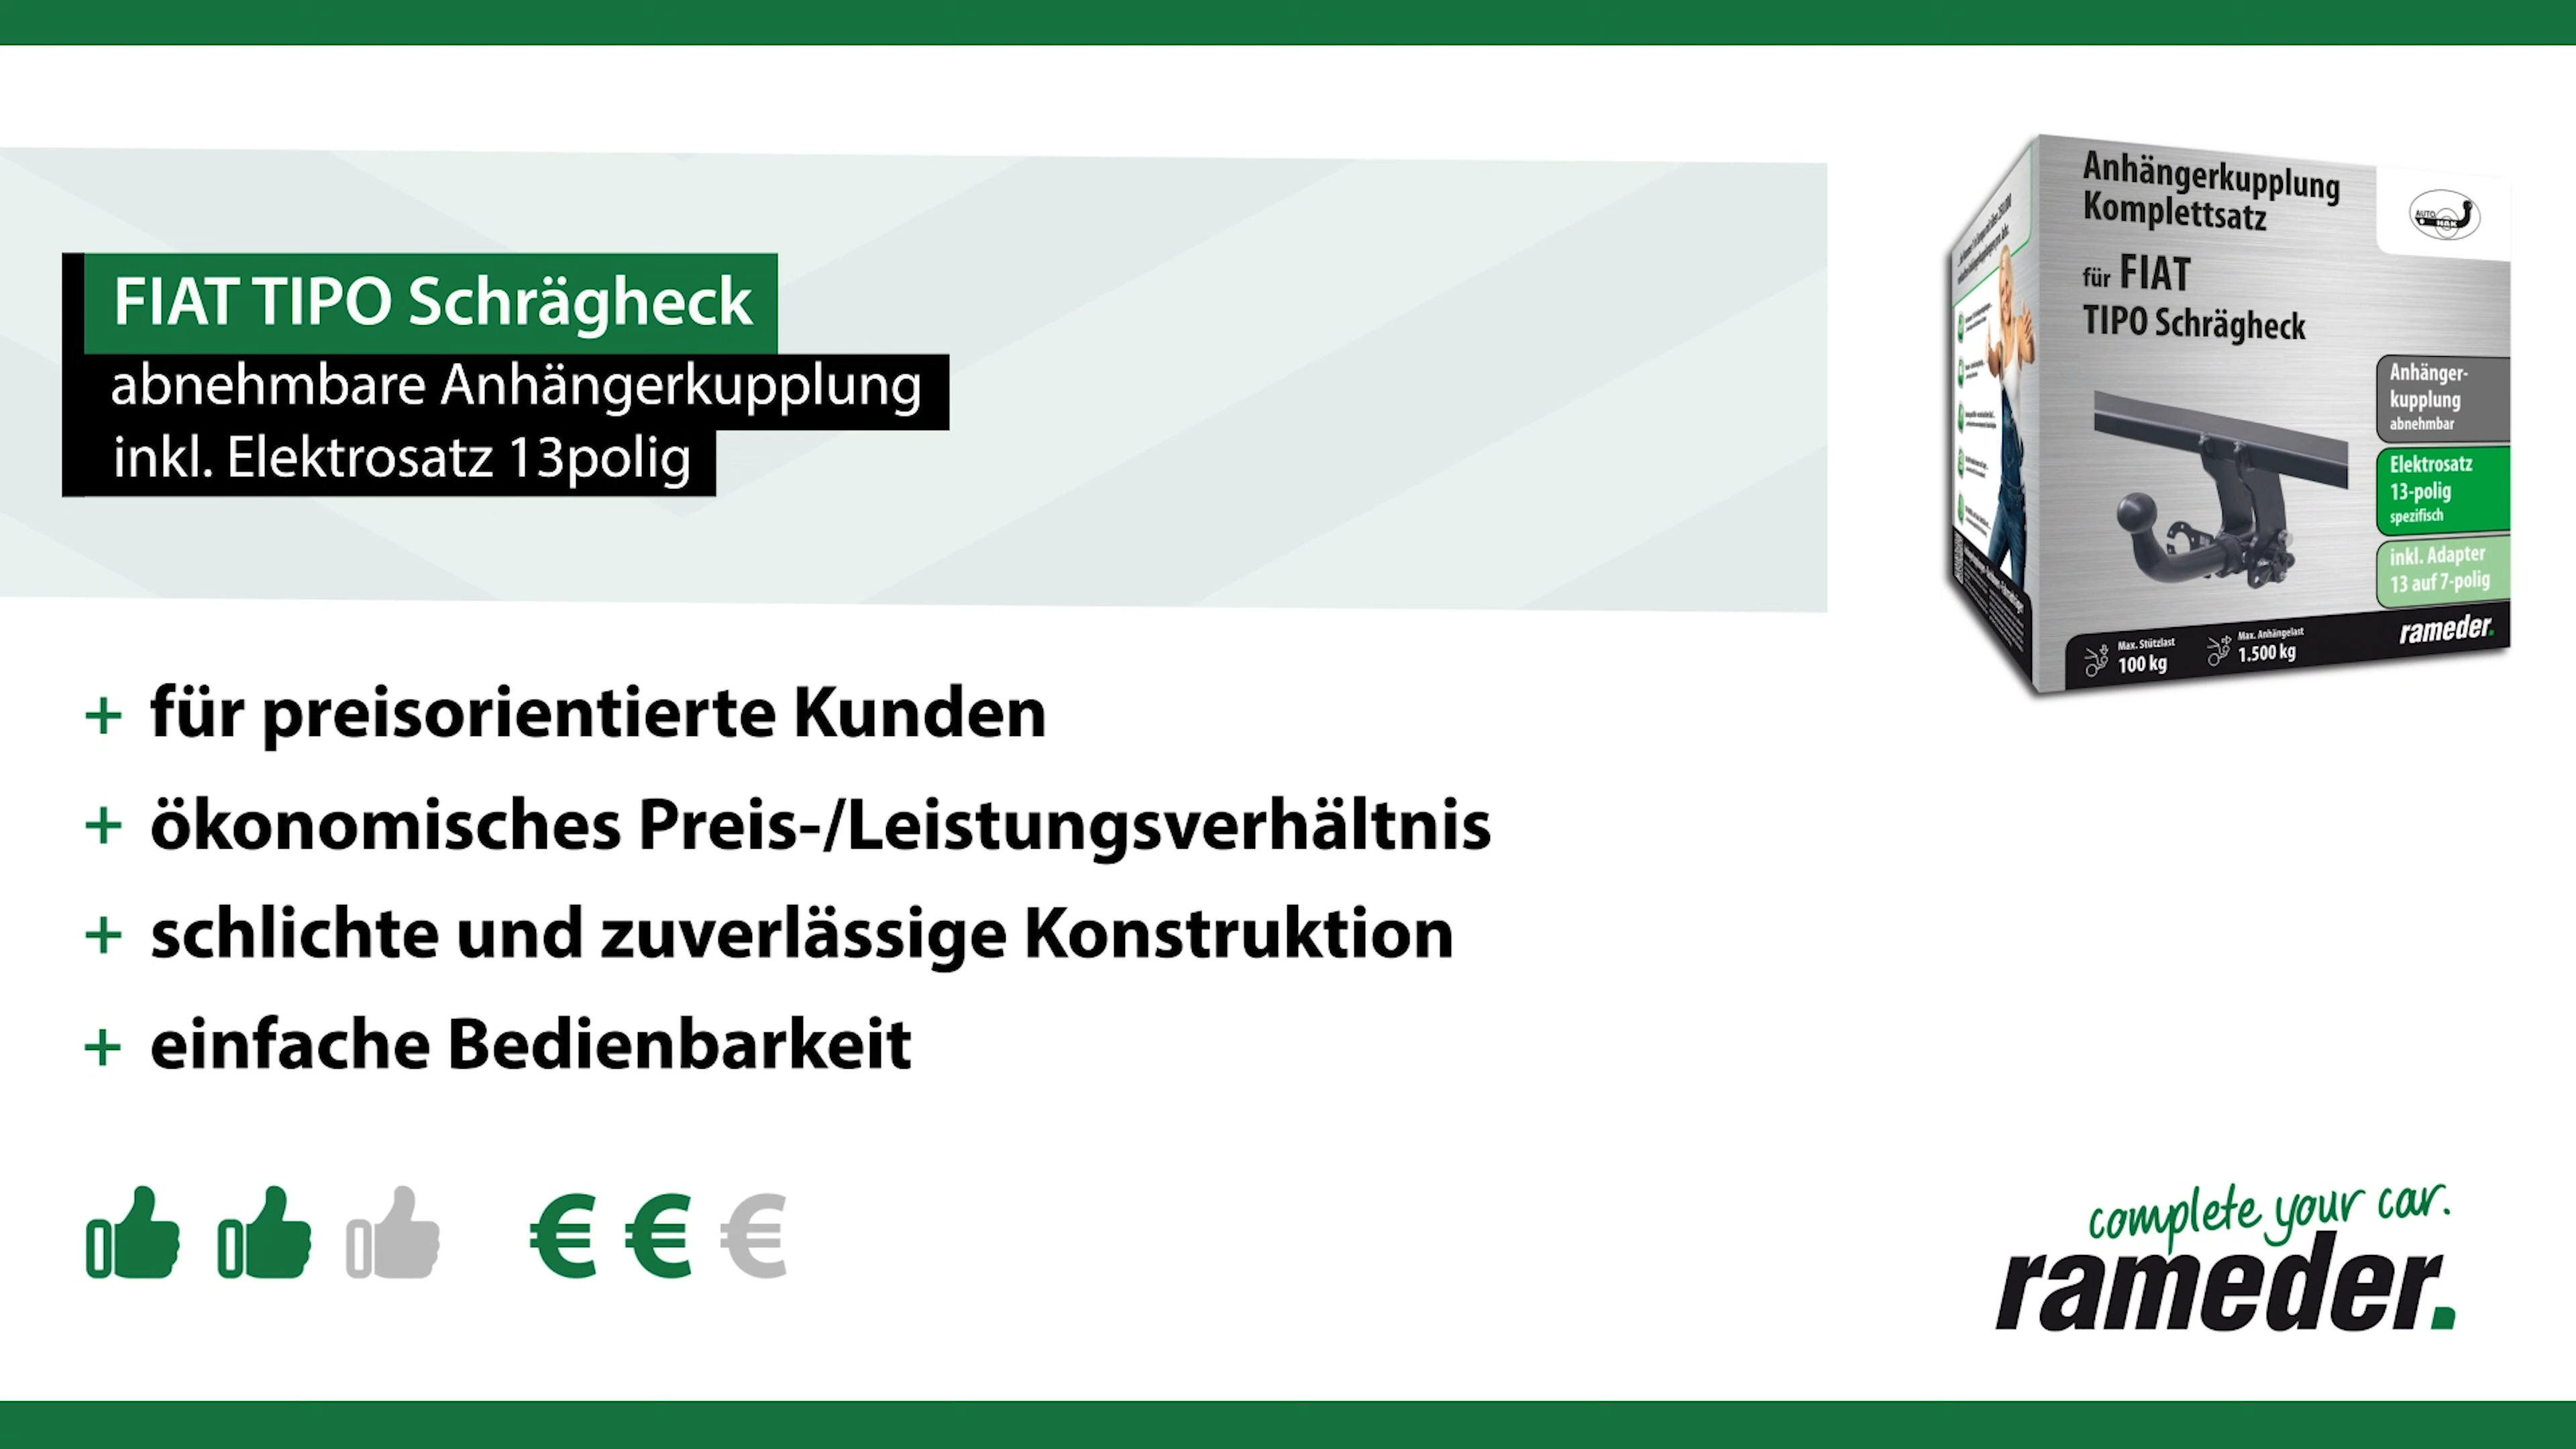 FIAT TIPO Schrägheck
abnehmbare Anhängerkupplung
inkl. Elektrosatz 13polig
Anhängerkupplung
Komplettsatz
für FIAT
TIPO Schrägheck
Anhänger-
kupplung
abnehmbar
Elektrosatz
13-polig
spezifisch
inkl. Adapter
13 auf 7-polig
Max. Stützlast
100 kg
Max. Anhängelast
1.500 kg
rameder.
+ für preisorientierte Kunden
+ ökonomisches Preis-/Leistungsverhältnis
+ schlichte und zuverlässige Konstruktion
+ einfache Bedienbarkeit
€ € €
complete your car.
rameder.